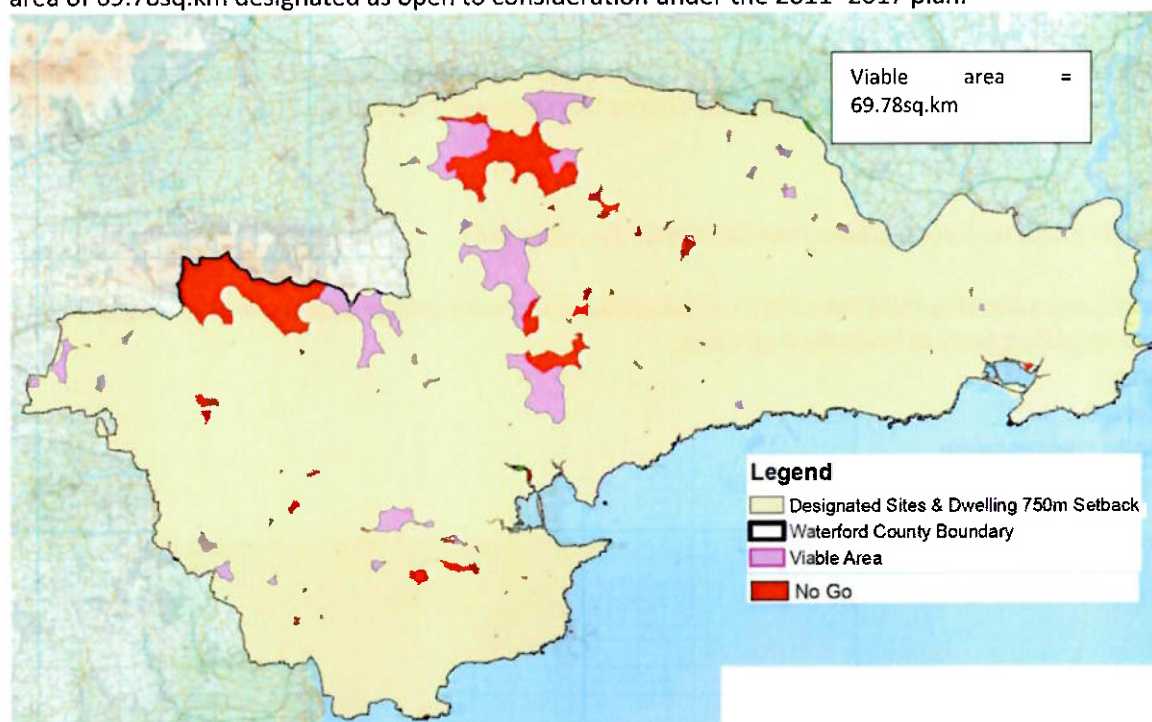 area of 69.78sq.km designated as open to consideration under the 2011- 2017 plan.
Viable area =
69.78sq.km
Legend
Designated Sites & Dwelling 750m Setback
Waterford County Boundary
Viable Area
No Go